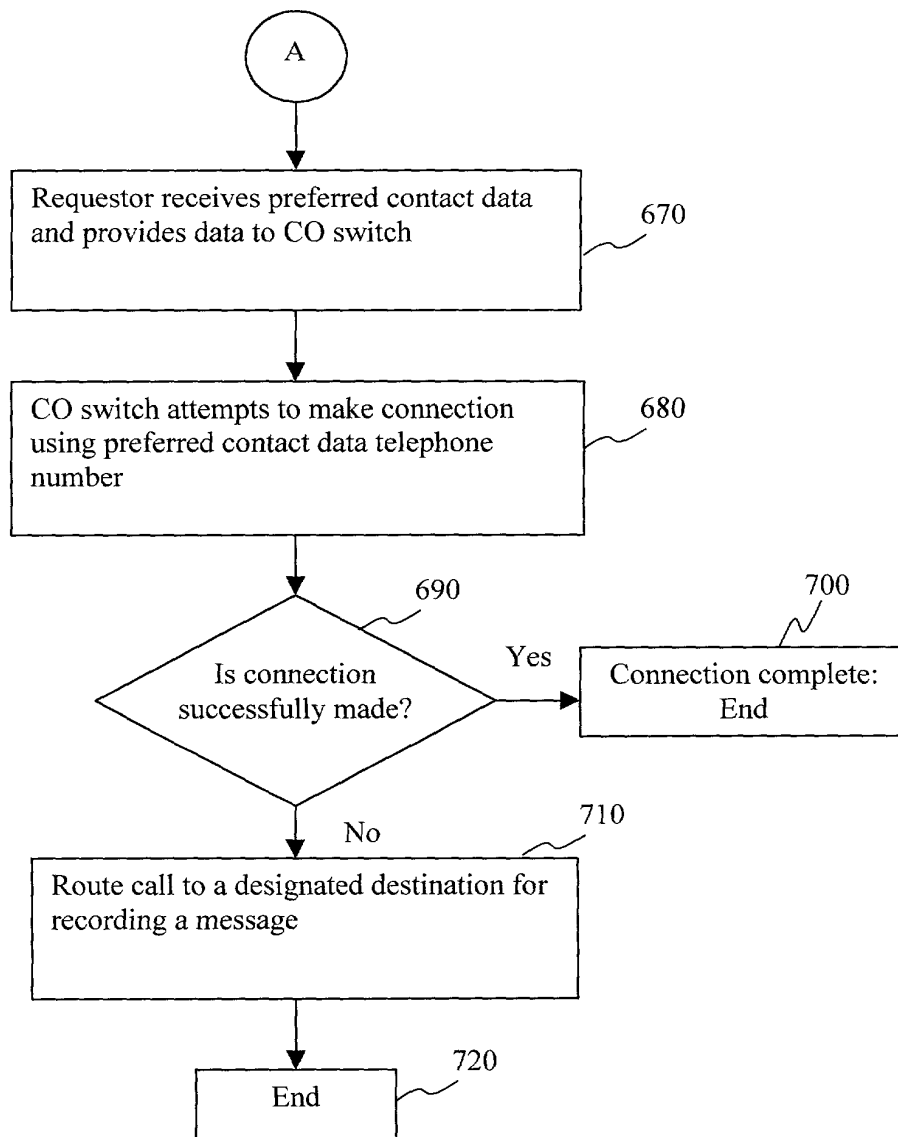 A
Requestor receives preferred contact data
and provides data to CO switch
670
CO switch attempts to make connection
using preferred contact data telephone
number
680
690
Is connection
successfully made?
Yes
700
Connection complete:
End
No
710
Route call to a designated destination for
recording a message
720
End